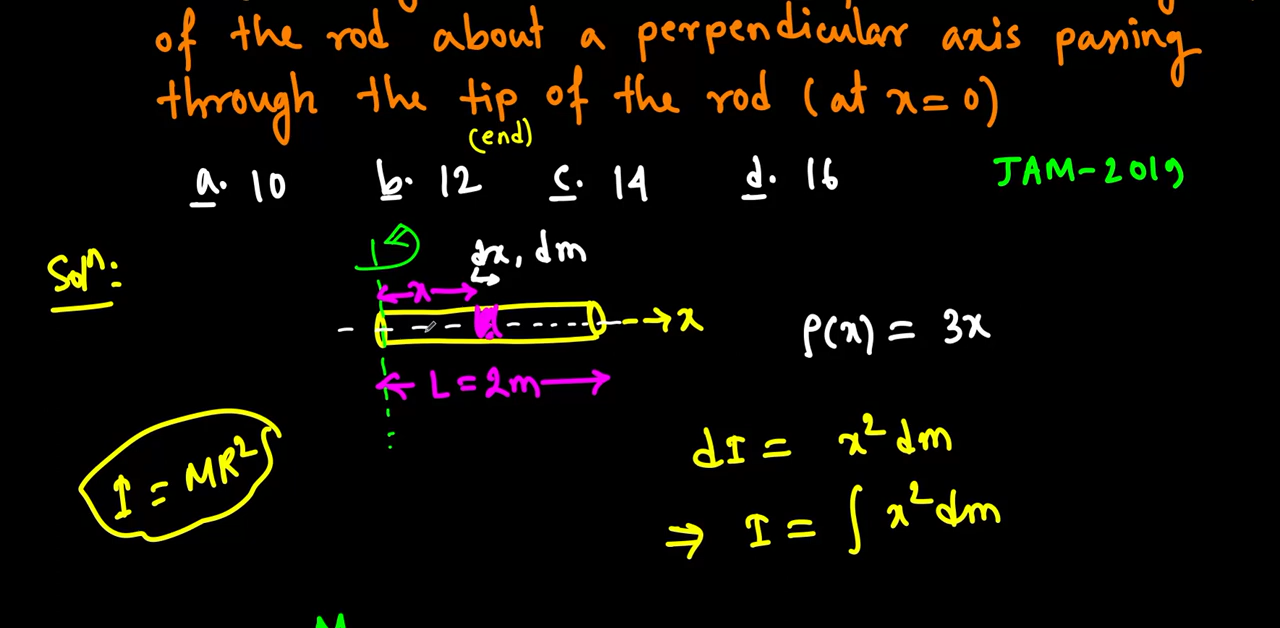 of the rod about a perpendicular axis passing
through the tip of the rod (at x=0)
(end)
a. 10 b. 12 c. 14 d. 16 JAM-2019
Solⁿ:
dx, dm
x
x
ρ(x) = 3x
L = 2m
I = MR²
dI = x² dm
⇒ I = ∫ x² dm